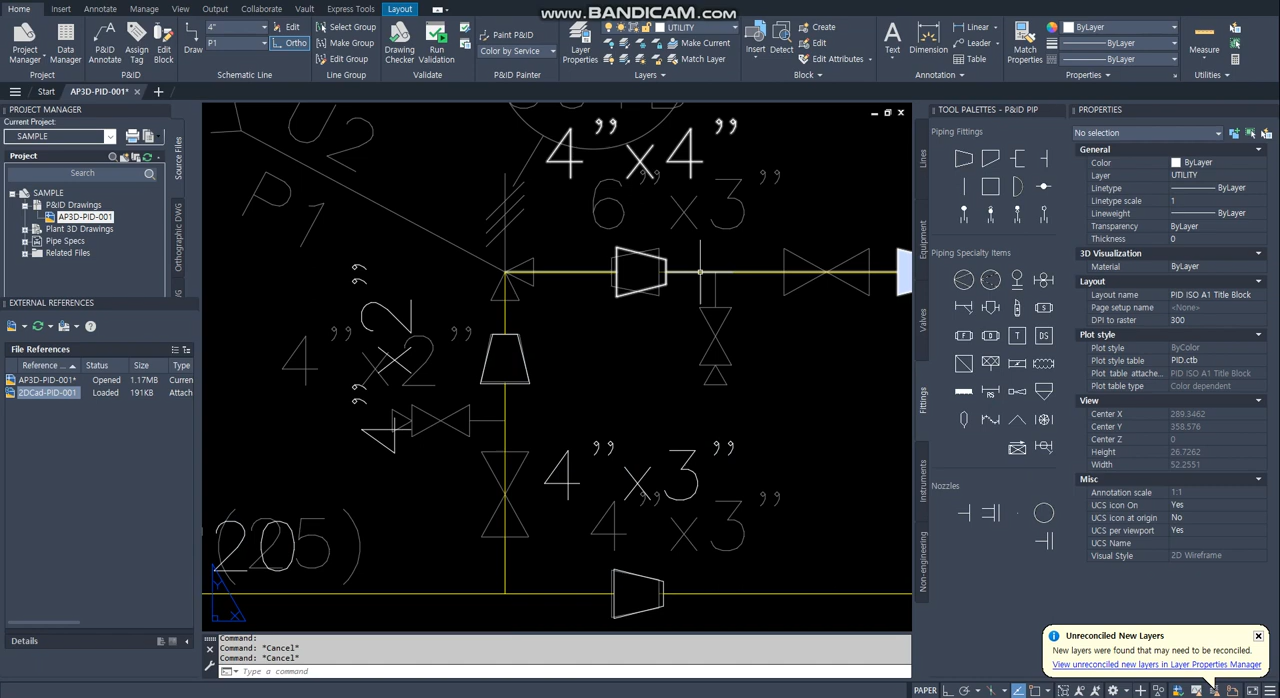 www.BANDICAM.com
Home
Insert
Annotate
Manage
View
Output
Collaborate
Vault
Express Tools
Layout
Project
Manager
Data
Manager
Project
P&ID
Annotate
Assign
Tag
Edit
Block
P&ID
Draw
4"
P1
Edit
Ortho
Schematic Line
Select Group
Make Group
Edit Group
Line Group
Drawing
Checker
Run
Validation
Validate
Paint P&ID
Color by Service
P&ID Painter
Layer
Properties
UTILITY
Make Current
Match Layer
Layers
Insert
Detect
Create
Edit
Edit Attributes
Block
Text
Dimension
Linear
Leader
Table
Annotation
Match
Properties
ByLayer
ByLayer
ByLayer
Properties
Measure
Utilities
Start
AP3D-PID-001*
PROJECT MANAGER
Current Project:
SAMPLE
Project
Search
SAMPLE
P&ID Drawings
AP3D-PID-001
Plant 3D Drawings
Pipe Specs
Related Files
Source Files
Orthographic DWG
EXTERNAL REFERENCES
File References
Reference ...
Status
Size
Type
AP3D-PID-001*
Opened
1.17MB
Curren
2DCad-PID-001
Loaded
191KB
Attach
Details
P1
4"x4"
6"x3"
4"x2"
4"x2
4"x3"
4"x3"
Command:
Command: *Cancel*
Command: *Cancel*
Type a command
TOOL PALETTES - P&ID PIP
Piping Fittings
Piping Specialty Items
T
DS
RS
Nozzles
Lines
Equipment
Valves
Fittings
Instruments
Non-engineering
PROPERTIES
No selection
General
Color
ByLayer
Layer
UTILITY
Linetype
ByLayer
Linetype scale
1
Lineweight
ByLayer
Transparency
ByLayer
Thickness
0
3D Visualization
Material
ByLayer
Layout
Layout name
PID ISO A1 Title Block
Page setup name
<None>
DPI to raster
300
Plot style
Plot style
ByColor
Plot style table
PID.ctb
Plot table attache...
PID ISO A1 Title Block
Plot table type
Color dependent
View
Center X
289.3462
Center Y
358.576
Center Z
0
Height
26.7262
Width
52.2551
Misc
Annotation scale
1:1
UCS icon On
Yes
UCS icon at origin
No
UCS per viewport
Yes
UCS Name
Visual Style
2D Wireframe
Unreconciled New Layers
New layers were found that may need to be reconciled.
View unreconciled new layers in Layer Properties Manager
PAPER